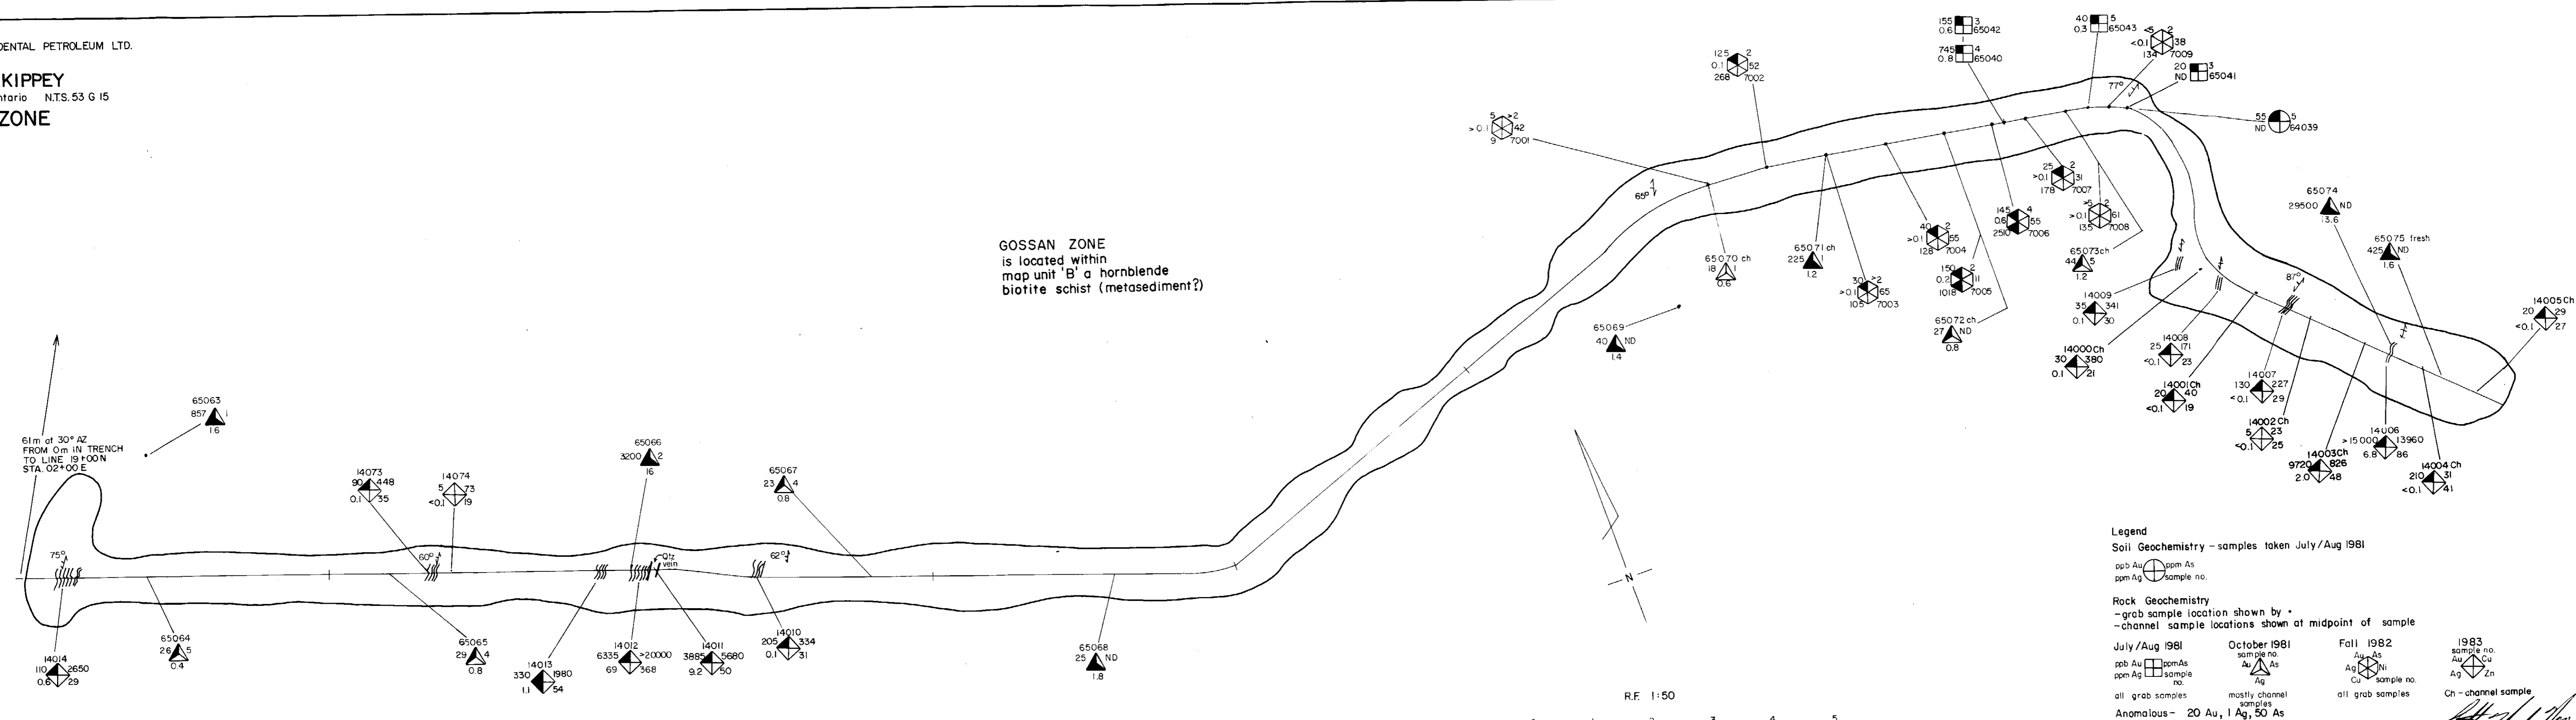 DENTAL PETROLEUM LTD.
KIPPEY
ntario N.T.S. 53 G 15
ZONE
GOSSAN ZONE
is located within
map unit 'B' a hornblende
biotite schist (metasediment?)
61m at 30° AZ
FROM 0m IN TRENCH
TO LINE 19+00N
STA. 02+00E
65063
857 1
1.6
14073
90 448
0.1 35
14074
5 73
<0.1 19
65066
3200 2
16
65067
23 4
0.8
75°
60°
Qtz
vein
62°
14014
110 2650
0.6 29
65064
26 5
0.4
65065
29 4
0.8
14013
330 1980
1.1 54
14012
6335 >20000
69 368
14011
3885 5680
9.2 50
14010
205 334
0.1 31
65068
25 ND
1.8
5 >2
>0.1 42
9 7001
125 2
0.1 52
268 7002
155 3
0.6 65042
745 4
0.8 65040
40 5
0.3 65043
<5 2
<0.1 38
134 7009
20 3
ND 65041
77°
55 5
ND 64039
65°
65069
40 ND
1.4
65070 ch
18 1
0.6
65071 ch
225 1
1.2
30 >2
>0.1 65
105 7003
40 2
>0.1 55
128 7004
150 2
0.2 11
1018 7005
65072 ch
27 ND
0.8
145 4
0.6 55
2510 7006
25 2
>0.1 31
178 7007
>5 2
>0.1 61
135 7008
65073ch
44 5
1.2
65074
29500 ND
13.6
65075 fresh
425 ND
1.6
87°
14009
35 341
0.1 30
14000 Ch
30 380
0.1 21
14008
25 171
<0.1 23
14001Ch
20 40
<0.1 19
14007
130 227
<0.1 29
14002 Ch
5 23
<0.1 25
14003Ch
9720 826
2.0 48
14006
>15000 13960
6.8 86
14004 Ch
210 31
<0.1 41
14005 Ch
20 29
<0.1 27
N
R.F. 1:50
1 2 3 4 5
Legend
Soil Geochemistry - samples taken July/Aug 1981
ppb Au ppm As
ppm Ag sample no.
Rock Geochemistry
-grab sample location shown by •
-channel sample locations shown at midpoint of sample
July/Aug 1981 October 1981 Fall 1982 1983
ppb Au ppm As
ppm Ag sample no.
all grab samples
sample no.
Au As
Ag
mostly channel samples
Au As
Ag Ni
Cu sample no.
all grab samples
sample no.
Au Cu
Ag Zn
Ch - channel sample
Anomalous - 20 Au, 1 Ag, 50 As